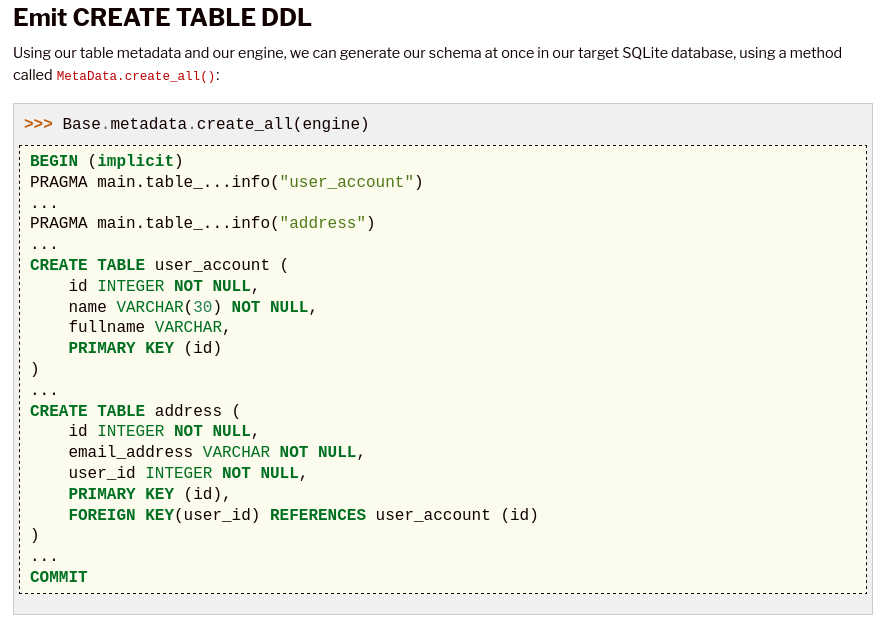 Emit CREATE TABLE DDL
Using our table metadata and our engine, we can generate our schema at once in our target SQLite database, using a method
called MetaData.create_all():
>>> Base.metadata.create_all(engine)
BEGIN (implicit)
PRAGMA main.table_...info("user_account")
...
PRAGMA main.table_...info("address")
...
CREATE TABLE user_account (
    id INTEGER NOT NULL,
    name VARCHAR(30) NOT NULL,
    fullname VARCHAR,
    PRIMARY KEY (id)
)
...
CREATE TABLE address (
    id INTEGER NOT NULL,
    email_address VARCHAR NOT NULL,
    user_id INTEGER NOT NULL,
    PRIMARY KEY (id),
    FOREIGN KEY(user_id) REFERENCES user_account (id)
)
...
COMMIT